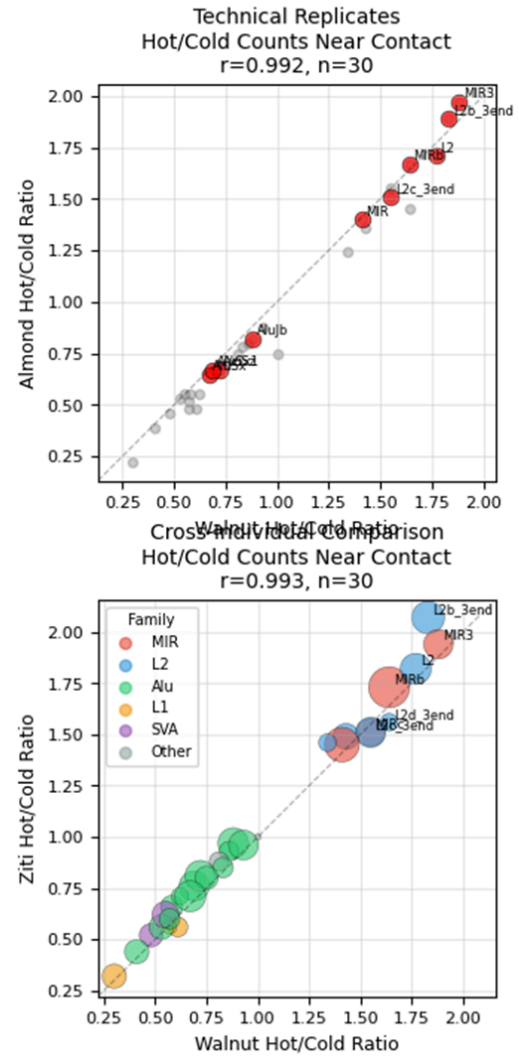 Technical Replicates
Hot/Cold Counts Near Contact
r=0.992, n=30
2.00
1.75
1.50
1.25
1.00
0.75
0.50
0.25
Almond Hot/Cold Ratio
MIR3
L2b_3end
L2
MIRb
L2c_3end
MIR
AluJb
0.25 0.50 0.75 1.00 1.25 1.50 1.75 2.00
Walnut Hot/Cold Ratio
Cross-Individual Comparison
Hot/Cold Counts Near Contact
r=0.993, n=30
Family
MIR
L2
Alu
L1
SVA
Other
2.00
1.75
1.50
1.25
1.00
0.75
0.50
0.25
Ziti Hot/Cold Ratio
L2b_3end
MIR3
L2
MIRb
L2d_3end
0.25 0.50 0.75 1.00 1.25 1.50 1.75 2.00
Walnut Hot/Cold Ratio